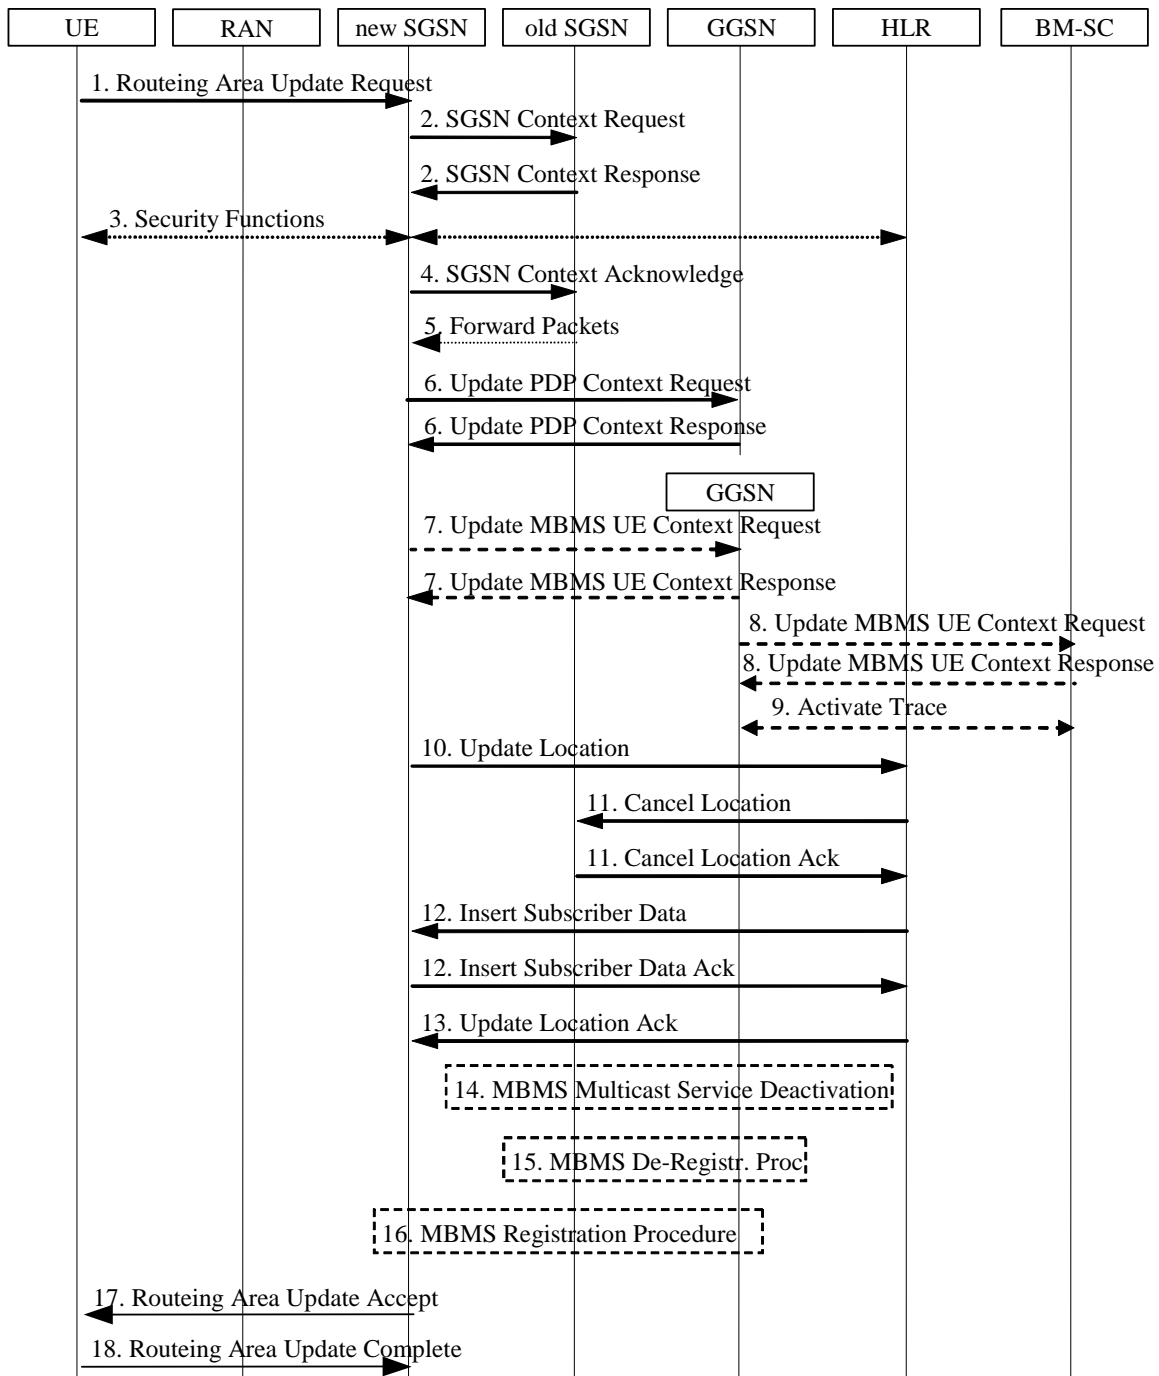 UE
RAN
new SGSN
old SGSN
GGSN
HLR
BM-SC
1. Routeing Area Update Request
2. SGSN Context Request
2. SGSN Context Response
3. Security Functions
4. SGSN Context Acknowledge
5. Forward Packets
6. Update PDP Context Request
6. Update PDP Context Response
GGSN
7. Update MBMS UE Context Request
7. Update MBMS UE Context Response
8. Update MBMS UE Context Request
8. Update MBMS UE Context Response
9. Activate Trace
10. Update Location
11. Cancel Location
11. Cancel Location Ack
12. Insert Subscriber Data
12. Insert Subscriber Data Ack
13. Update Location Ack
14. MBMS Multicast Service Deactivation
15. MBMS De-Registr. Proc
16. MBMS Registration Procedure
17. Routeing Area Update Accept
18. Routeing Area Update Complete